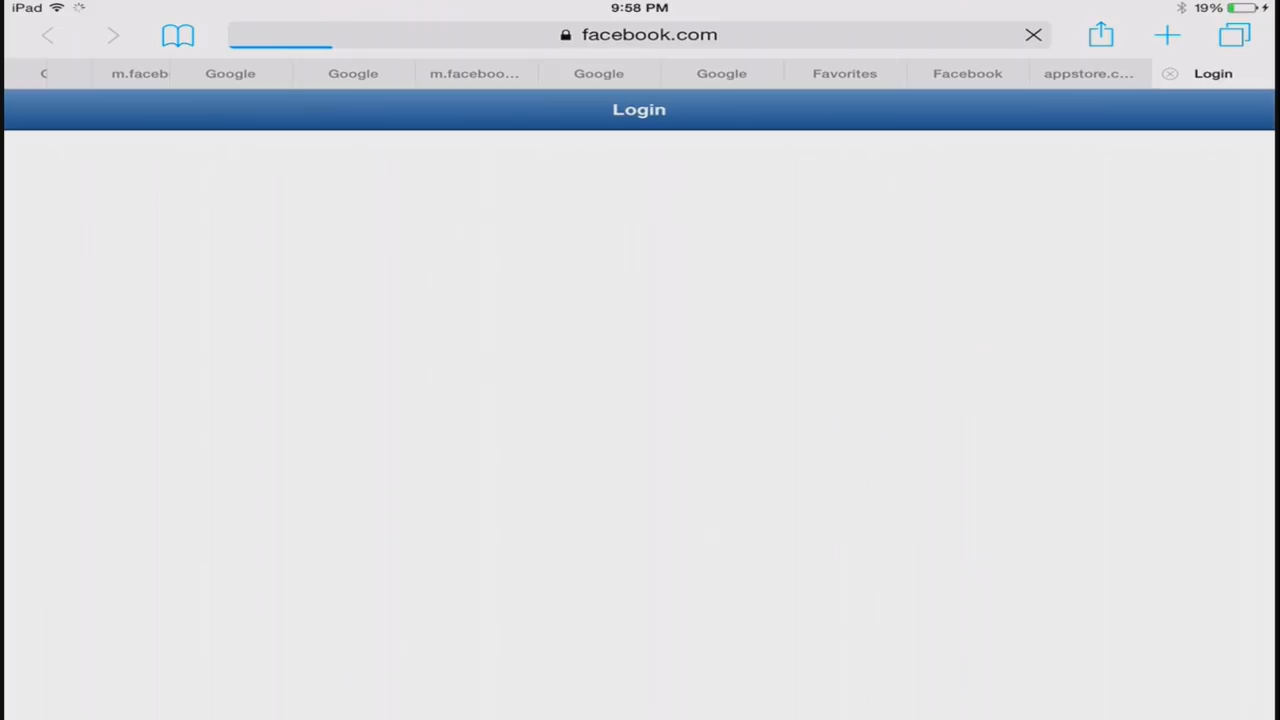 iPad 9:58 PM 19%
facebook.com
m.faceb Google Google m.faceboo... Google Google Favorites Facebook appstore.c... Login
Login